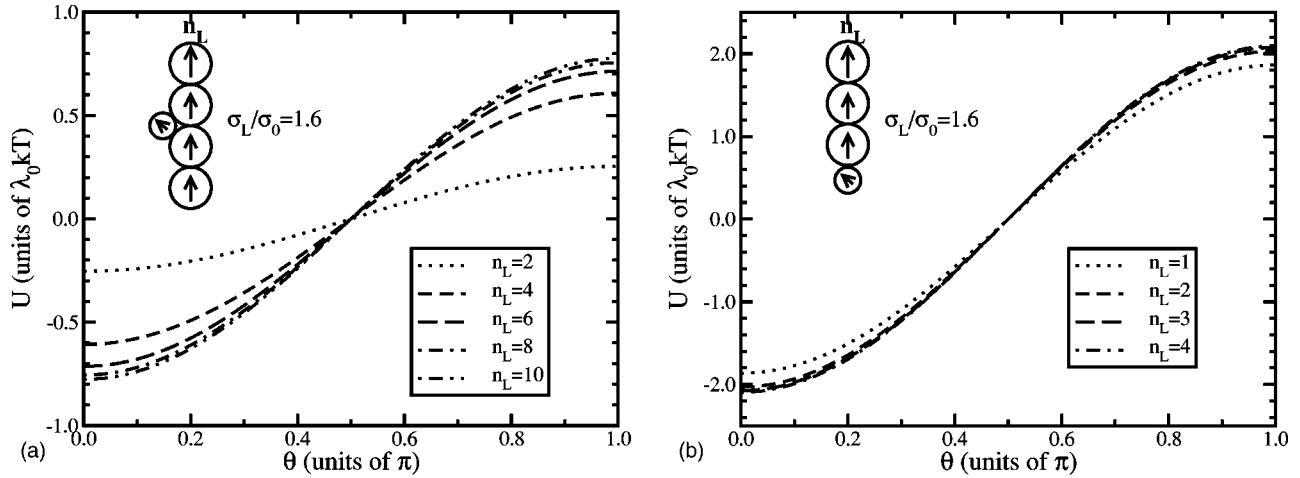 n_L
σ_L/σ_0=1.6
U (units of λ_0kT)
1.0
0.5
0.0
-0.5
-1.0
n_L=2
n_L=4
n_L=6
n_L=8
n_L=10
0.0 0.2 0.4 0.6 0.8 1.0
(a) θ (units of π)
n_L
σ_L/σ_0=1.6
U (units of λ_0kT)
2.0
1.0
0.0
-1.0
-2.0
n_L=1
n_L=2
n_L=3
n_L=4
0.0 0.2 0.4 0.6 0.8 1.0
(b) θ (units of π)